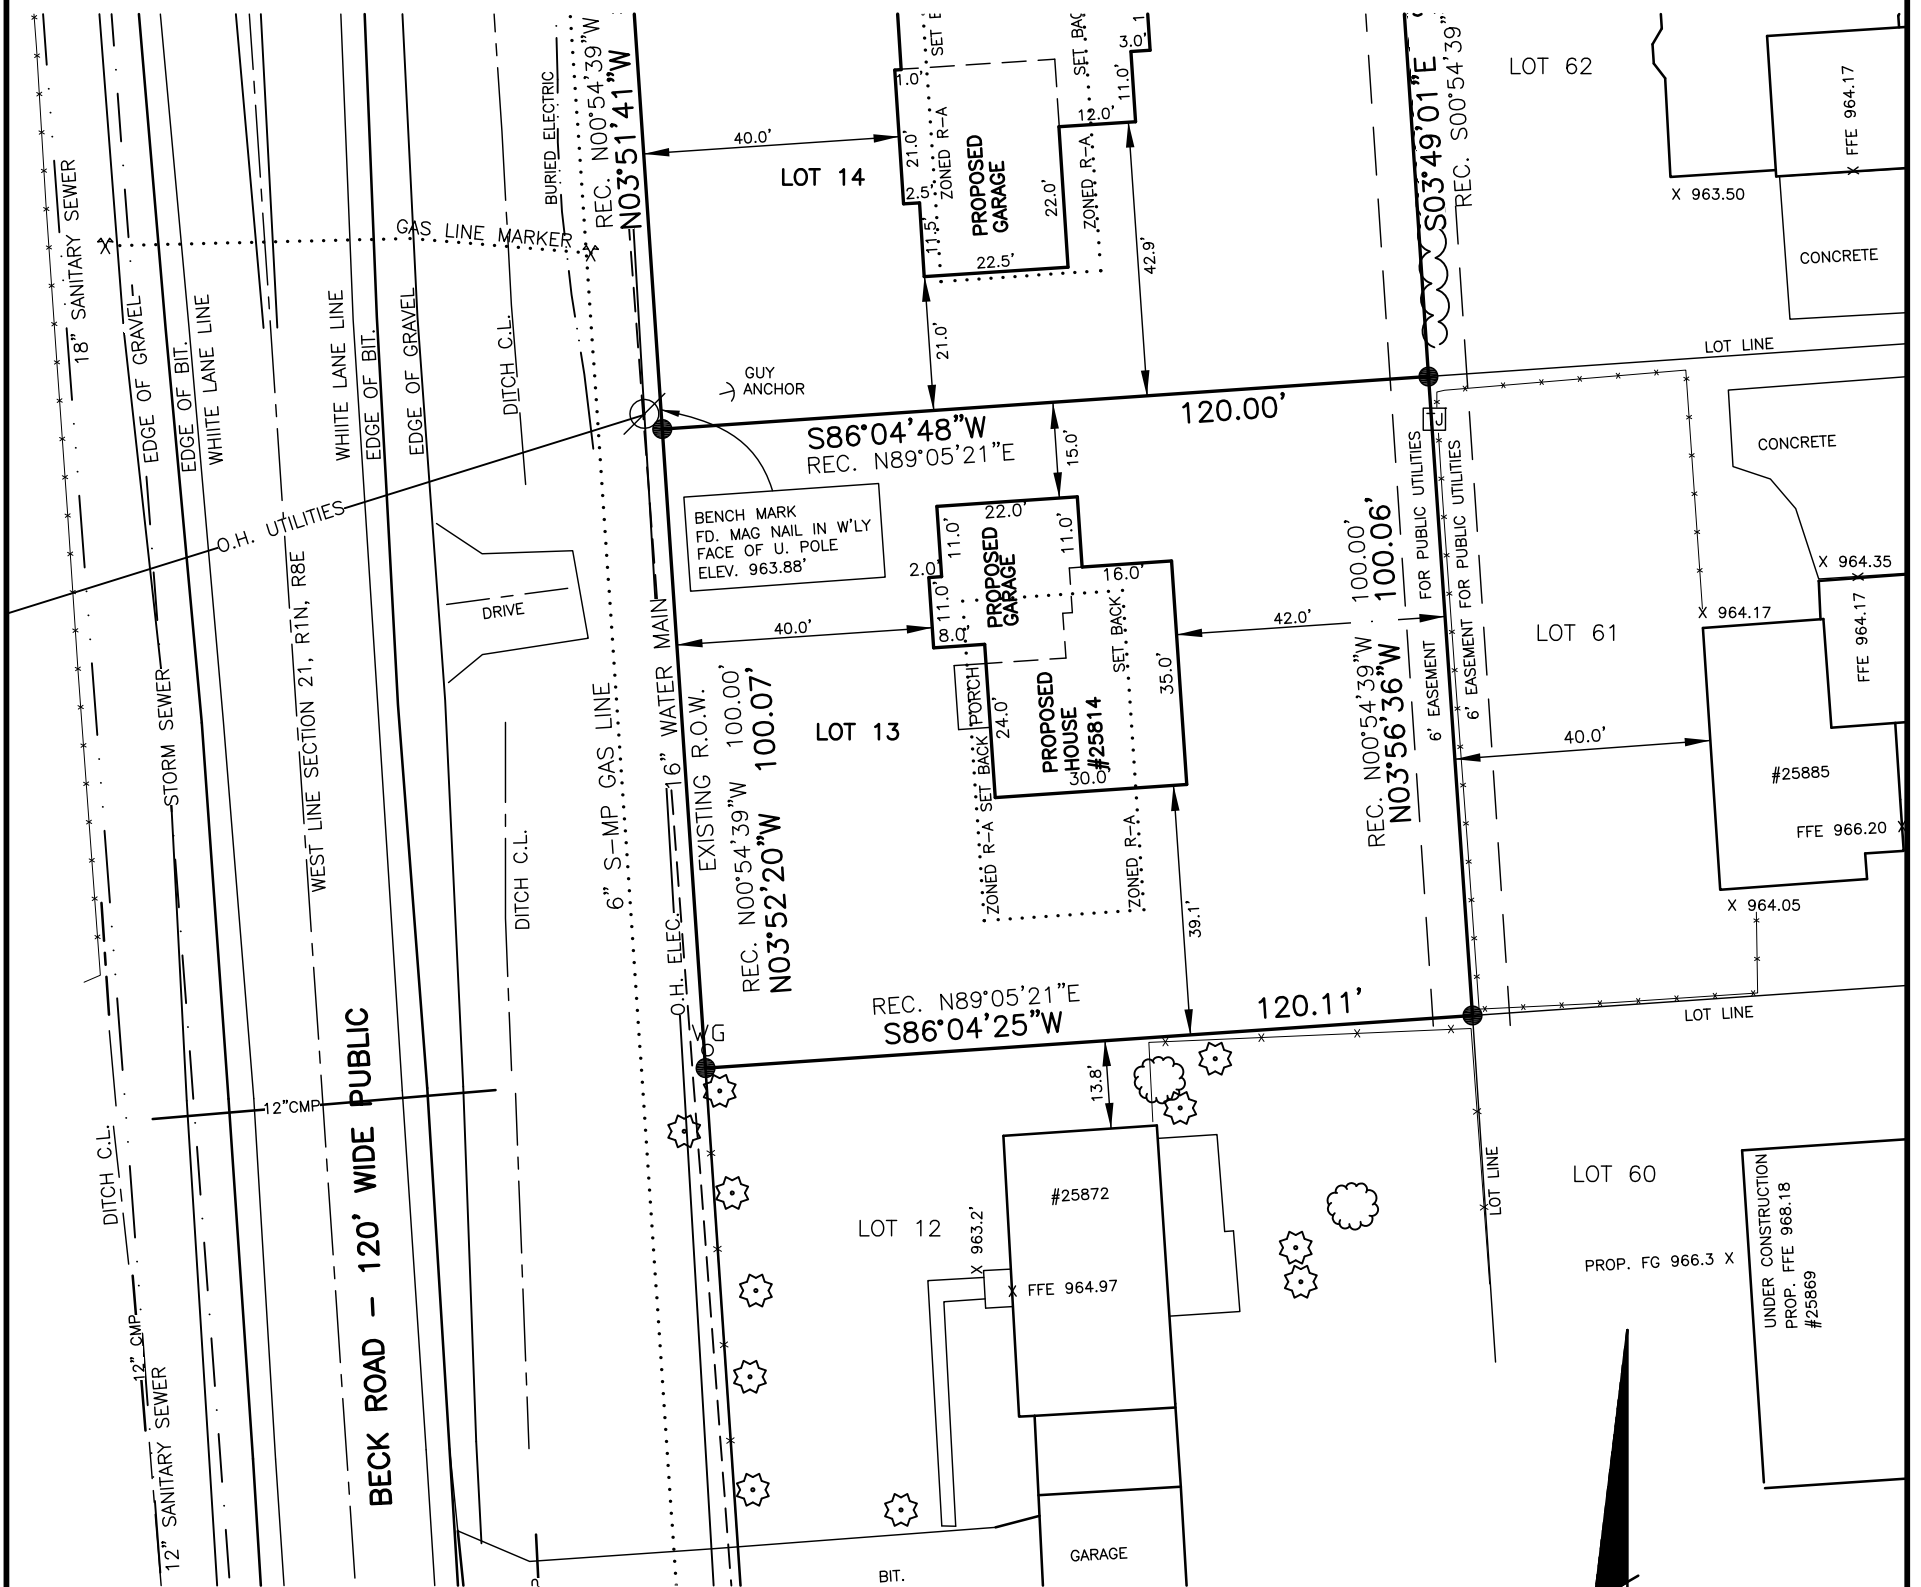 18” SANITARY SEWER
EDGE OF GRAVEL
EDGE OF BIT.
WHIITE LANE LINE
WHIITE LANE LINE
EDGE OF BIT.
EDGE OF GRAVEL
DITCH C.L.
BURIED ELECTRIC
REC. N00°54'39”W
N03°51'41”W
X GAS LINE MARKER X
O.H. UTILITIES
WEST LINE SECTION 21, R1N, R8E
STORM SEWER
DRIVE
DITCH C.L.
6” S-MP GAS LINE
16” WATER MAIN
EXISTING R.O.W.
O.H. ELEC.
12”CMP
DITCH C.L.
12” CMP
12” SANITARY SEWER
BECK ROAD - 120' WIDE PUBLIC
40.0'
LOT 14
1.0'
21.0'
2.5'
11.5'
22.5'
22.0'
12.0'
11.0'
3.0'
ZONED R-A
ZONED R-A
PROPOSED
GARAGE
21.0'
42.9'
GUY
ANCHOR
S86°04'48”W
REC. N89°05'21”E
120.00'
S03°49'01”E
REC. S00°54'39”
BENCH MARK
FD. MAG NAIL IN W'LY
FACE OF U. POLE
ELEV. 963.88'
15.0'
22.0'
11.0'
11.0'
2.0'
11.0'
8.0'
16.0'
PROPOSED
GARAGE
40.0'
42.0'
LOT 13
PORCH
24.0'
35.0'
30.0'
PROPOSED
HOUSE
#25814
ZONED R-A SET BACK
ZONED R-A
SET BACK
39.1'
REC. N00°54'39”W 100.00'
N03°52'20”W 100.07'
REC. N00°54'39”W 100.00'
N03°56'36”W 100.06'
6' EASEMENT FOR PUBLIC UTILITIES
6' EASEMENT FOR PUBLIC UTILITIES
REC. N89°05'21”E
S86°04'25”W
120.11'
WG
13.8'
LOT 12
X 963.2'
#25872
X FFE 964.97
GARAGE
BIT.
LOT 62
X FFE 964.17
X 963.50
CONCRETE
LOT LINE
CONCRETE
X 964.35
X 964.17
FFE 964.17 X
LOT 61
40.0'
#25885
FFE 966.20 X
X 964.05
LOT LINE
LOT LINE
LOT 60
PROP. FG 966.3 X
UNDER CONSTRUCTION
PROP. FFE 968.18
#25869